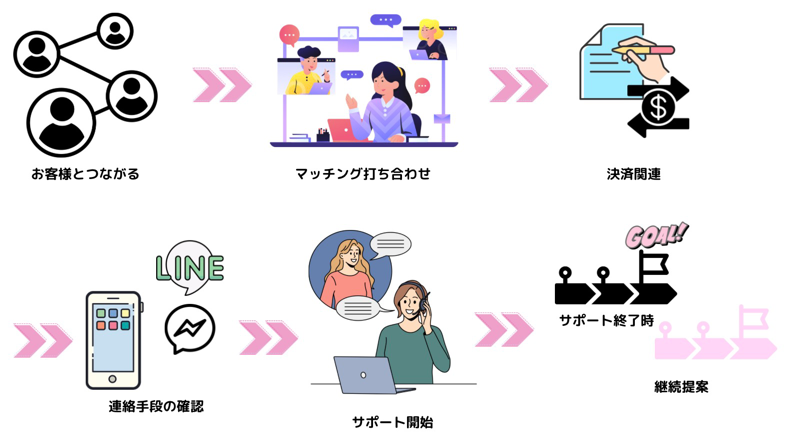 お客様とつながる
マッチング打ち合わせ
決済関連
$
LINE
連絡手段の確認
サポート開始
GOAL!
サポート終了時
継続提案